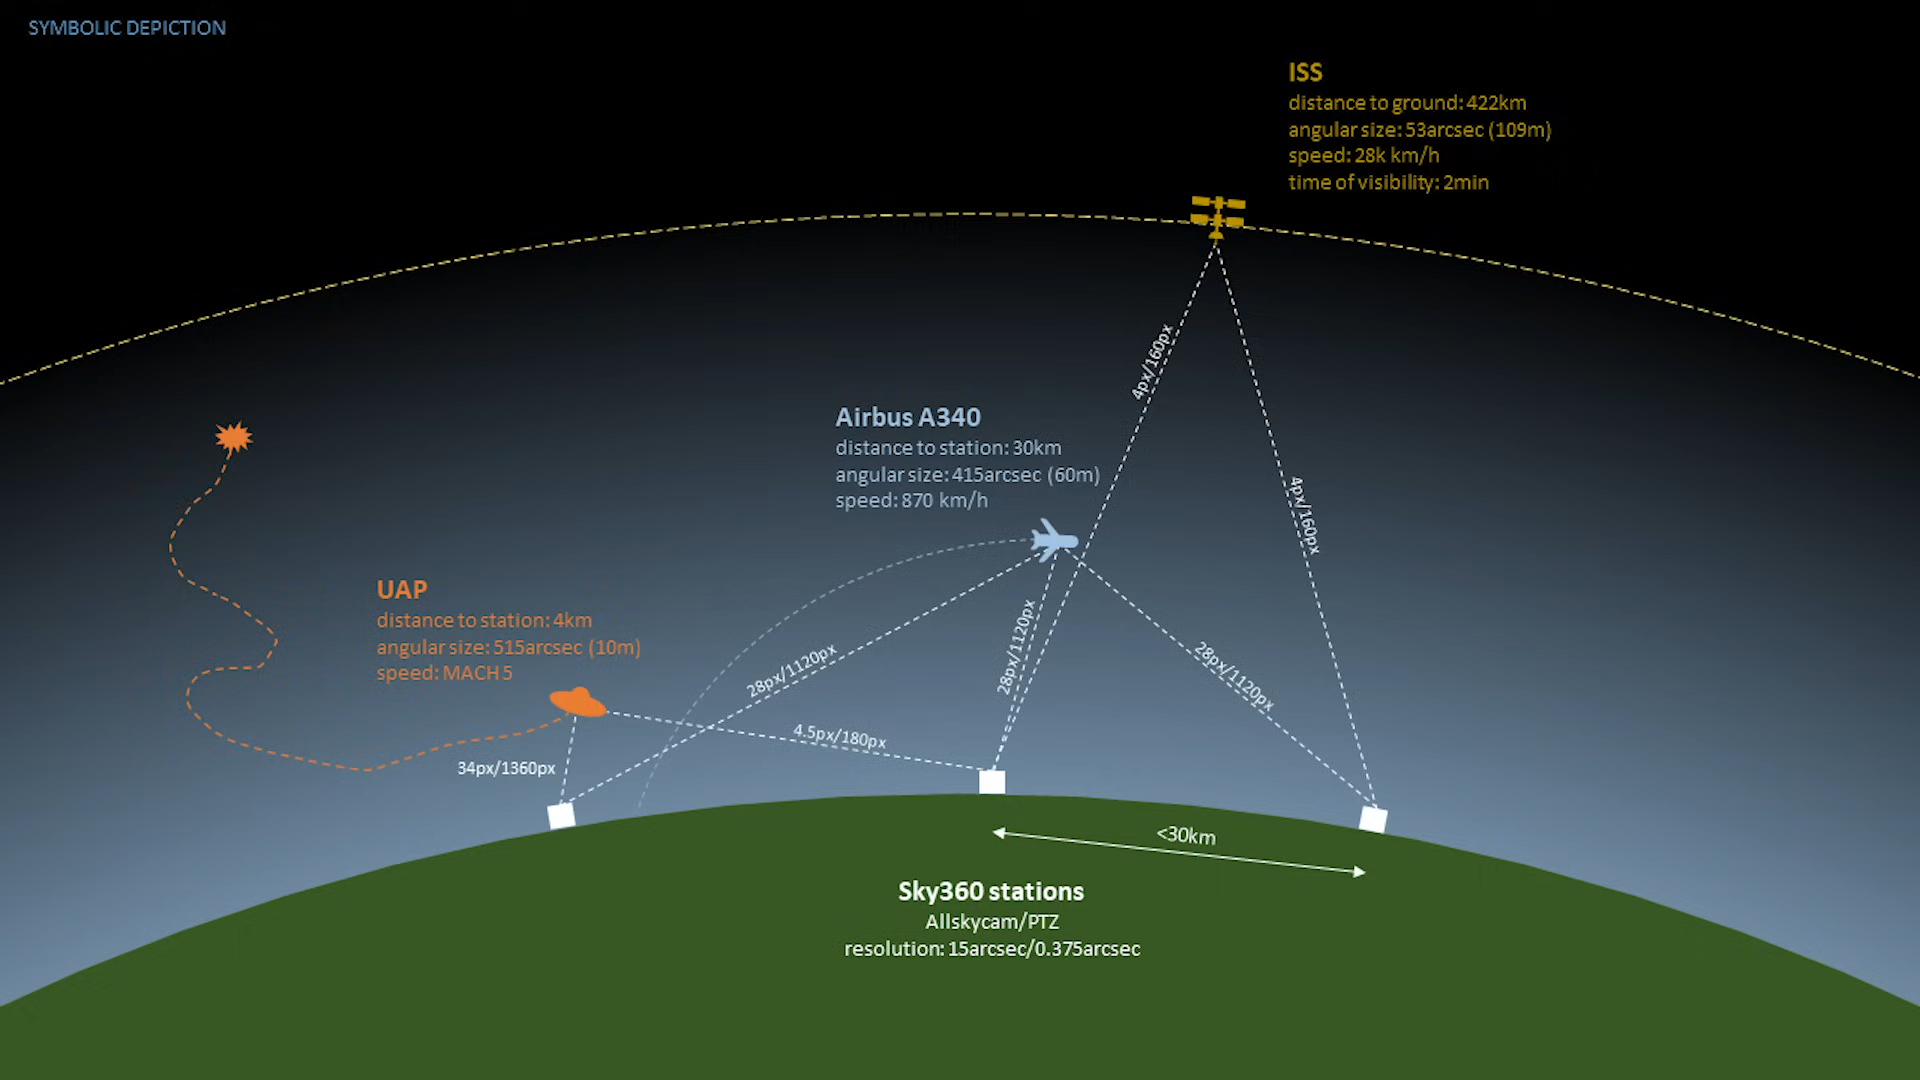 SYMBOLIC DEPICTION
ISS
distance to ground: 422km
angular size: 53arcsec (109m)
speed: 28k km/h
time of visibility: 2min
4px/160px
Airbus A340
distance to station: 30km
angular size: 415arcsec (60m)
speed: 870 km/h
4px/160px
UAP
distance to station: 4km
angular size: 515arcsec (10m)
speed: MACH 5
28px/1120px
28px/1120px
28px/1120px
4.5px/180px
34px/1360px
<30km
Sky360 stations
Allskycam/PTZ
resolution: 15arcsec/0.375arcsec